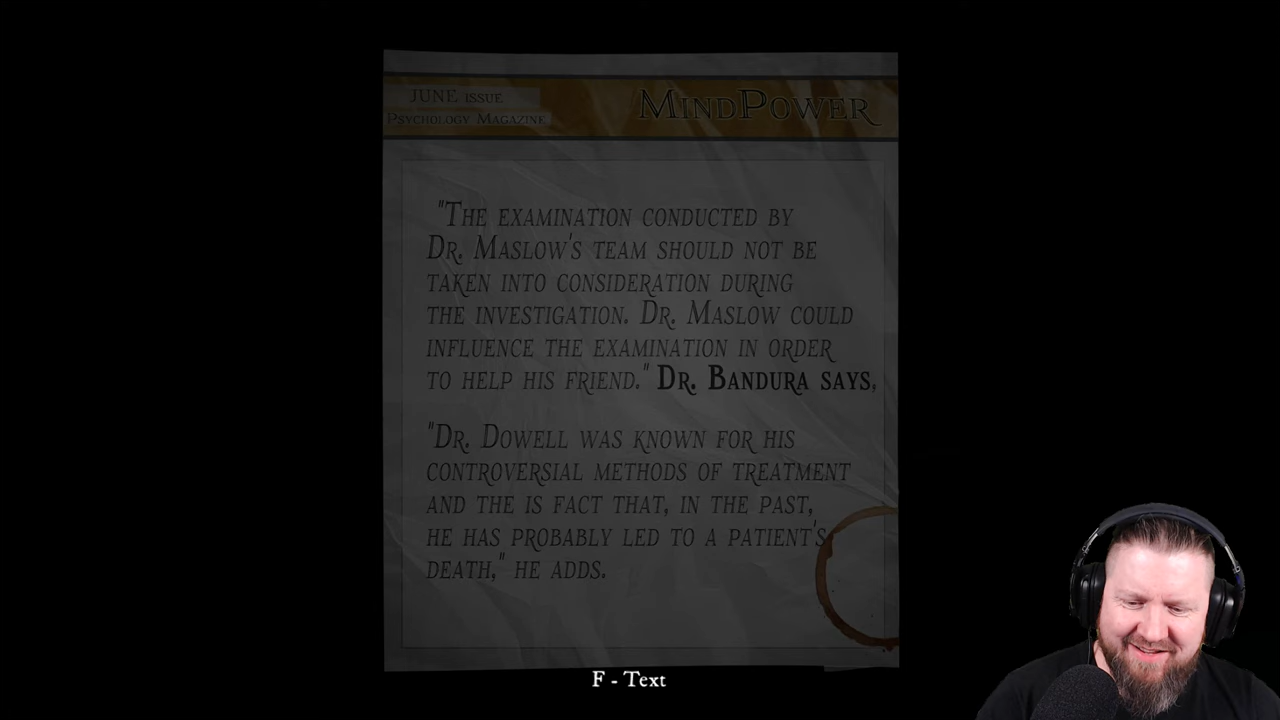 JUNE ISSUE
PSYCHOLOGY MAGAZINE
MINDPOWER
"THE EXAMINATION CONDUCTED BY
DR. MASLOW'S TEAM SHOULD NOT BE
TAKEN INTO CONSIDERATION DURING
THE INVESTIGATION. DR. MASLOW COULD
INFLUENCE THE EXAMINATION IN ORDER
TO HELP HIS FRIEND." DR. BANDURA SAYS,
"DR. DOWELL WAS KNOWN FOR HIS
CONTROVERSIAL METHODS OF TREATMENT
AND THE IS FACT THAT, IN THE PAST,
HE HAS PROBABLY LED TO A PATIENT'S
DEATH," HE ADDS.
F - Text